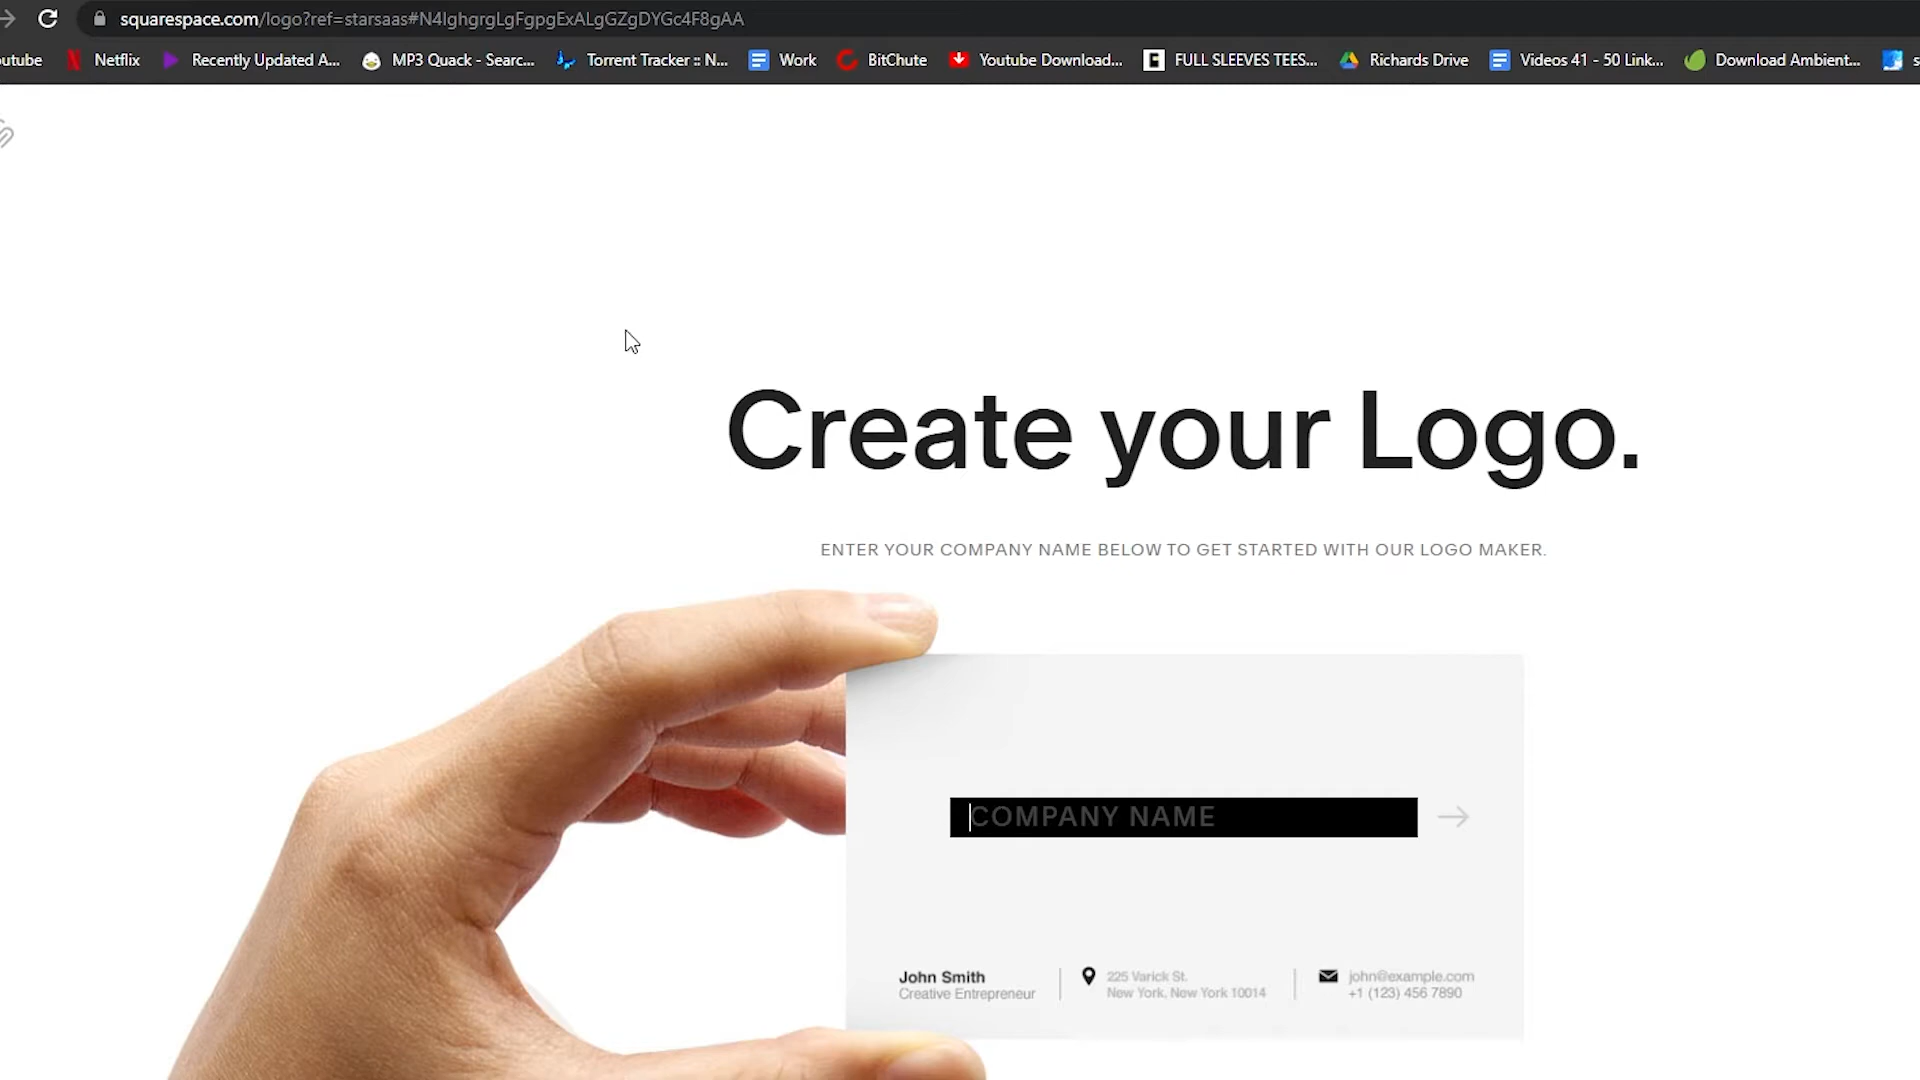 squarespace.com/logo?ref=starsaas#N4IghgrgLgFgpgExALgGZgDYGc4F8gAA
outube Netflix Recently Updated A... MP3 Quack - Searc... Torrent Tracker :: N... Work BitChute Youtube Download... FULL SLEEVES TEES... Richards Drive Videos 41 - 50 Link... Download Ambient... s
Create your Logo.
ENTER YOUR COMPANY NAME BELOW TO GET STARTED WITH OUR LOGO MAKER.
COMPANY NAME
John Smith
Creative Entrepreneur
225 Varick St.
New York, New York 10014
john@example.com
+1 (123) 456 7890